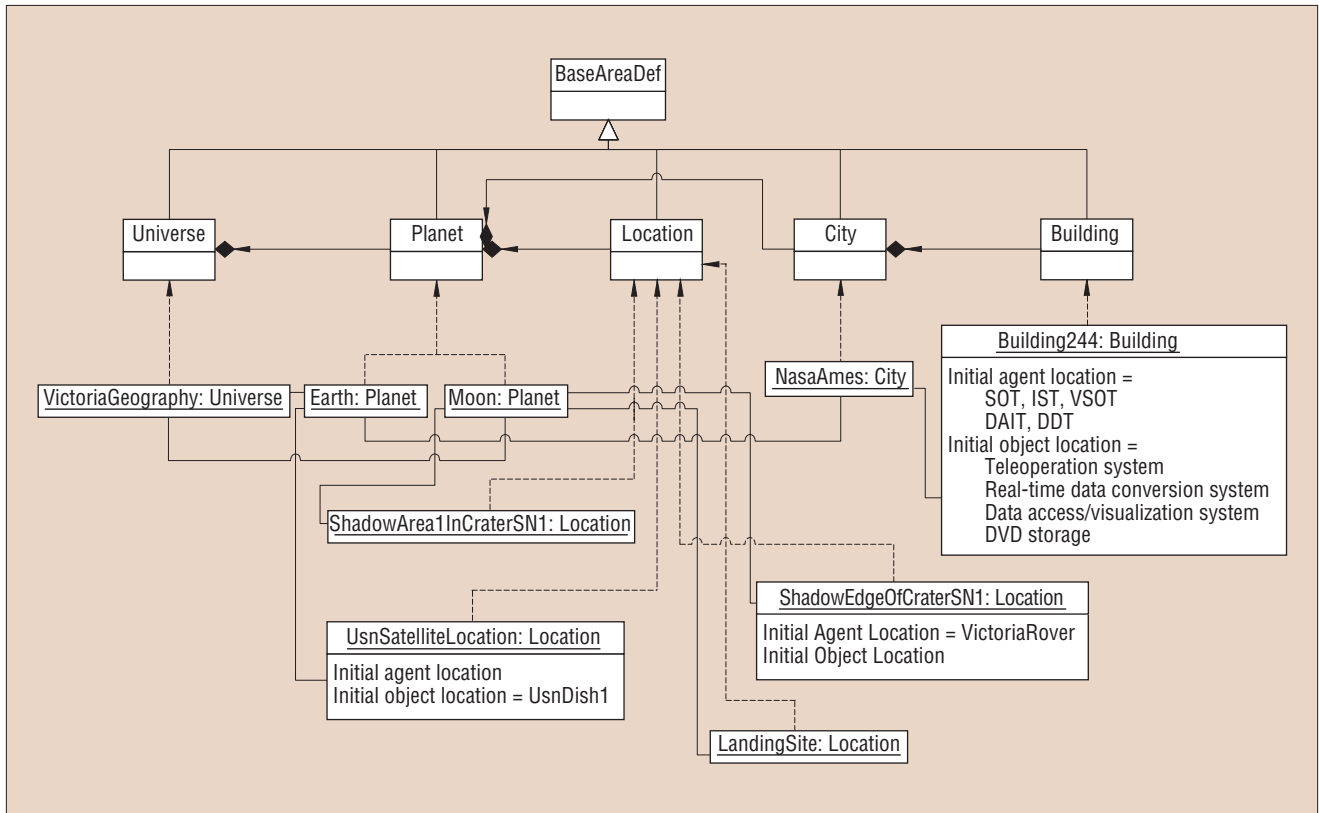 BaseAreaDef
Universe
Planet
Location
City
Building
VictoriaGeography: Universe
Earth: Planet
Moon: Planet
NasaAmes: City
Building244: Building
Initial agent location =
SOT, IST, VSOT
DAIT, DDT
Initial object location =
Teleoperation system
Real-time data conversion system
Data access/visualization system
DVD storage
ShadowArea1InCraterSN1: Location
ShadowEdgeOfCraterSN1: Location
Initial Agent Location = VictoriaRover
Initial Object Location
UsnSatelliteLocation: Location
Initial agent location
Initial object location = UsnDish1
LandingSite: Location